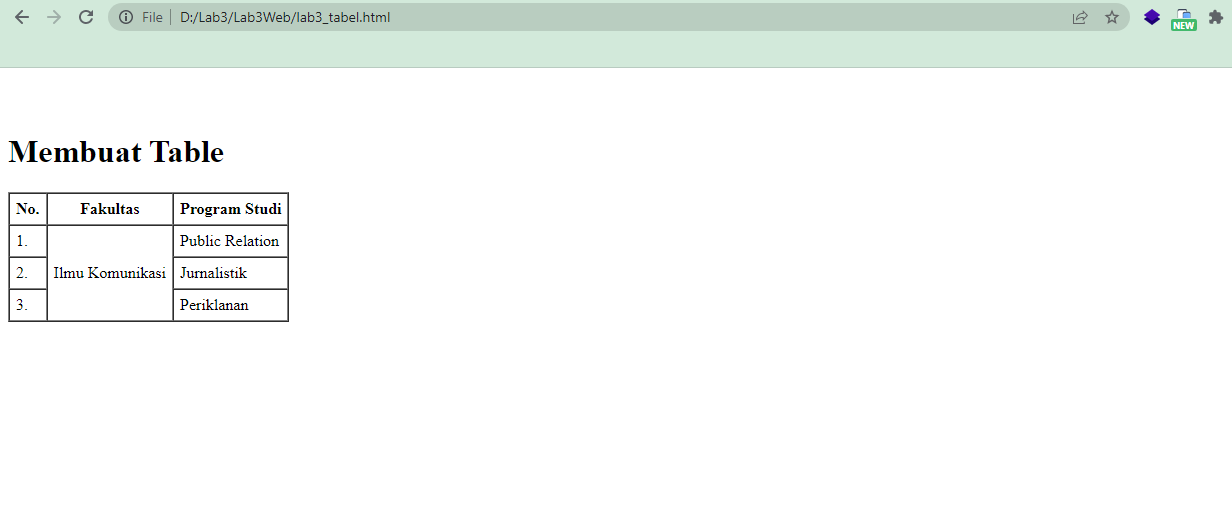 File D:/Lab3/Lab3Web/lab3_tabel.html
NEW
Membuat Table
No. Fakultas Program Studi
1. Public Relation
2. Ilmu Komunikasi Jurnalistik
3. Periklanan